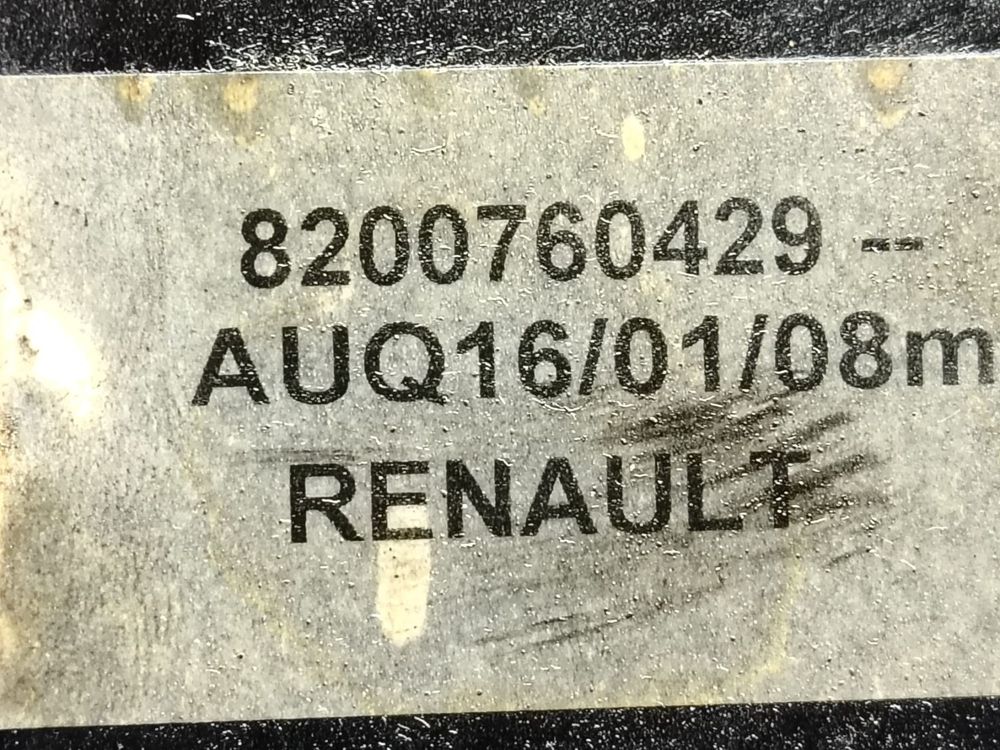 8200760429 --
AUQ16/01/08m
RENAULT